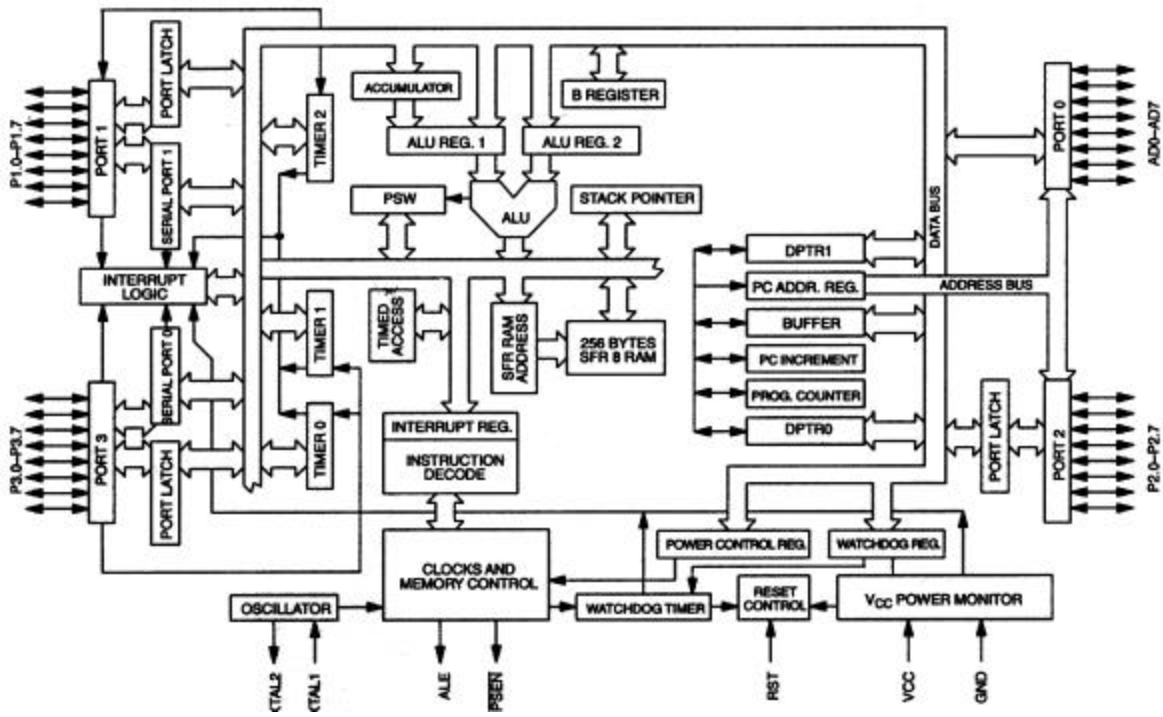 P1.0–P1.7
PORT 1
PORT LATCH
SERIAL PORT 1
INTERRUPT
LOGIC
SERIAL PORT 0
PORT LATCH
PORT 3
P3.0–P3.7
TIMER 2
TIMER 1
TIMER 0
ACCUMULATOR
ALU REG. 1
ALU REG. 2
B REGISTER
PSW
ALU
STACK POINTER
TIMED
ACCESS
SFR RAM
ADDRESS
256 BYTES
SFR 8 RAM
INTERRUPT REG.
INSTRUCTION
DECODE
DPTR1
PC ADDR. REG.
BUFFER
PC INCREMENT
PROG. COUNTER
DPTR0
DATA BUS
ADDRESS BUS
PORT 0
AD0–AD7
PORT LATCH
PORT 2
P2.0–P2.7
CLOCKS AND
MEMORY CONTROL
POWER CONTROL REG.
WATCHDOG REG.
OSCILLATOR
WATCHDOG TIMER
RESET
CONTROL
VCC POWER MONITOR
XTAL2
XTAL1
ALE
PSEN
RST
VCC
GND